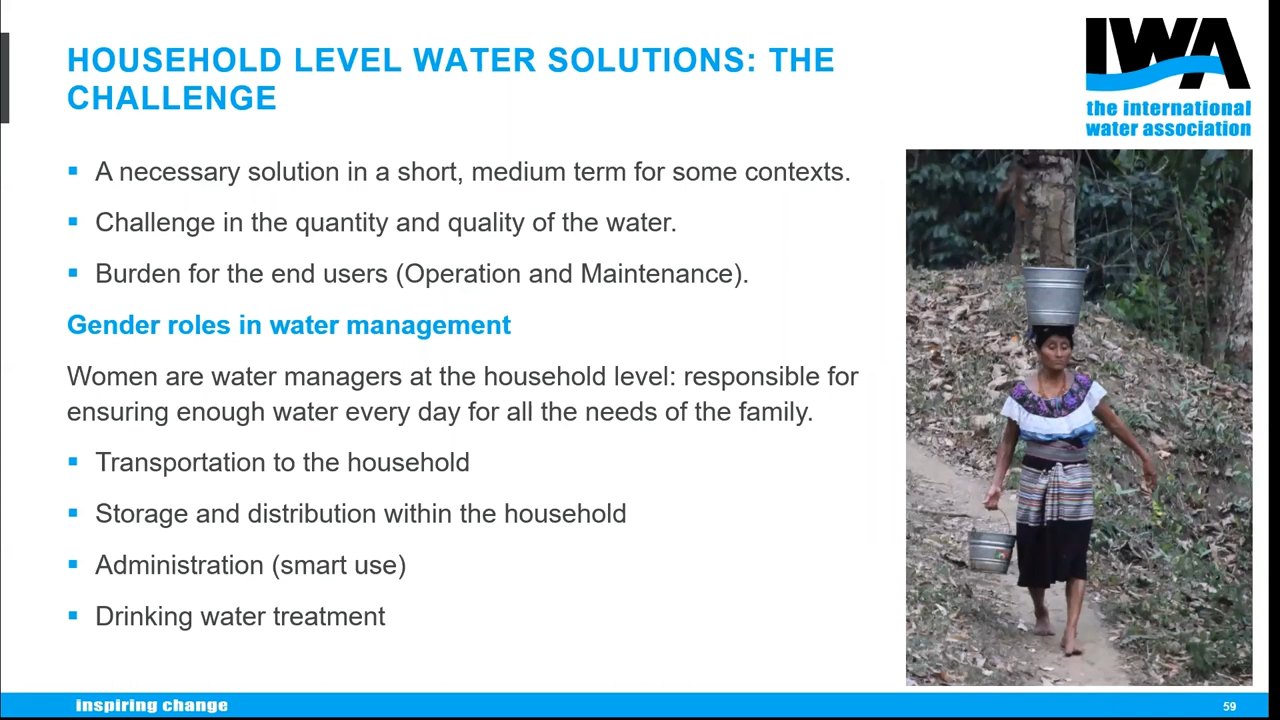 HOUSEHOLD LEVEL WATER SOLUTIONS: THE
CHALLENGE
IWA
the international
water association
▪ A necessary solution in a short, medium term for some contexts.
▪ Challenge in the quantity and quality of the water.
▪ Burden for the end users (Operation and Maintenance).
Gender roles in water management
Women are water managers at the household level: responsible for
ensuring enough water every day for all the needs of the family.
▪ Transportation to the household
▪ Storage and distribution within the household
▪ Administration (smart use)
▪ Drinking water treatment
inspiring change
59